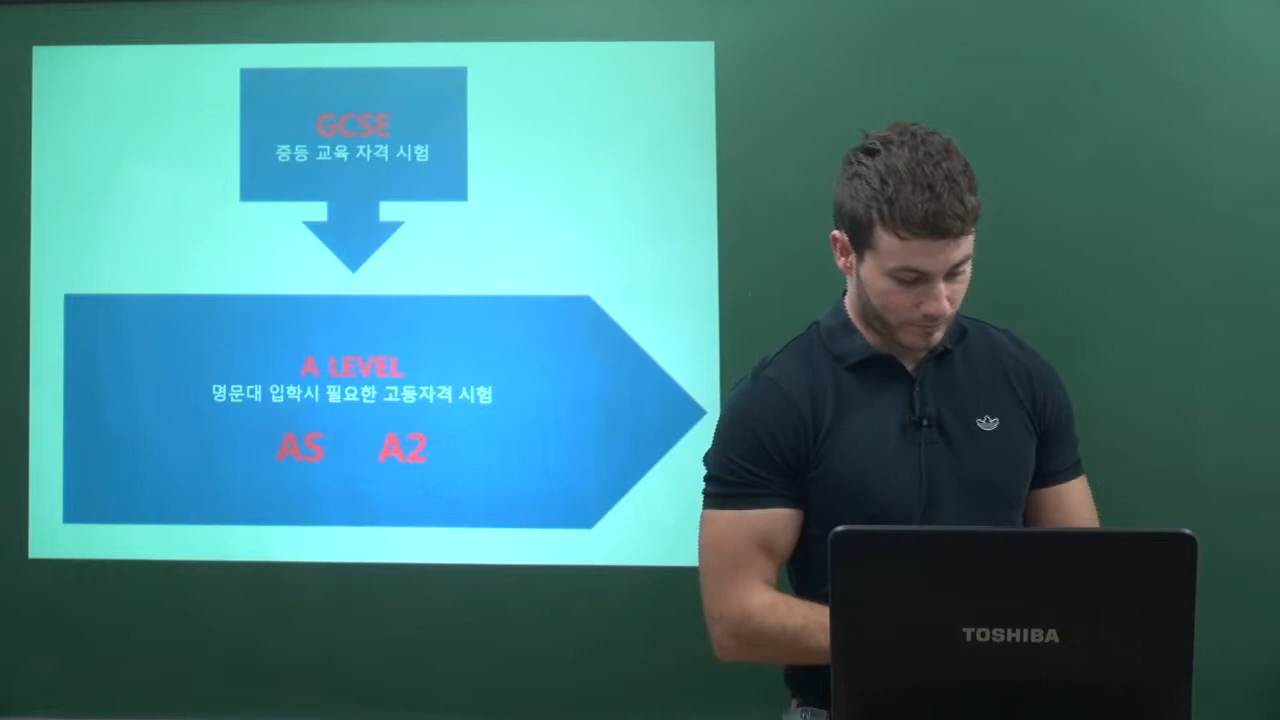 GCSE
중등 교육 자격 시험
A LEVEL
명문대 입학시 필요한 고등자격 시험
AS A2
TOSHIBA